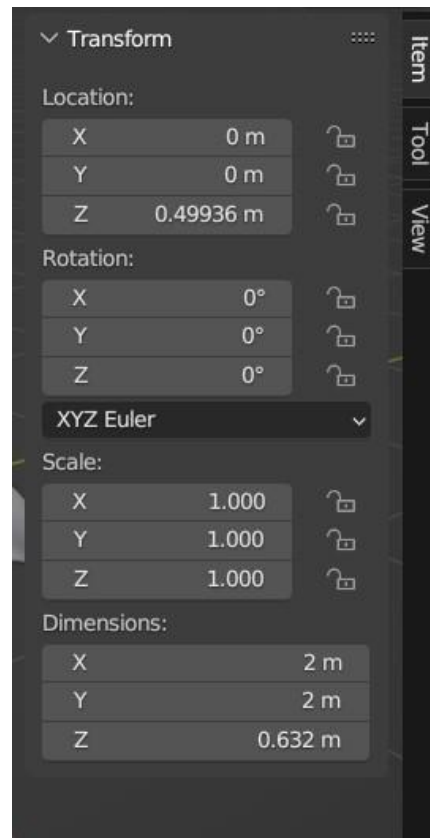 Transform
Location:
X 0 m
Y 0 m
Z 0.49936 m
Rotation:
X 0°
Y 0°
Z 0°
XYZ Euler
Scale:
X 1.000
Y 1.000
Z 1.000
Dimensions:
X 2 m
Y 2 m
Z 0.632 m
Item
Tool
View